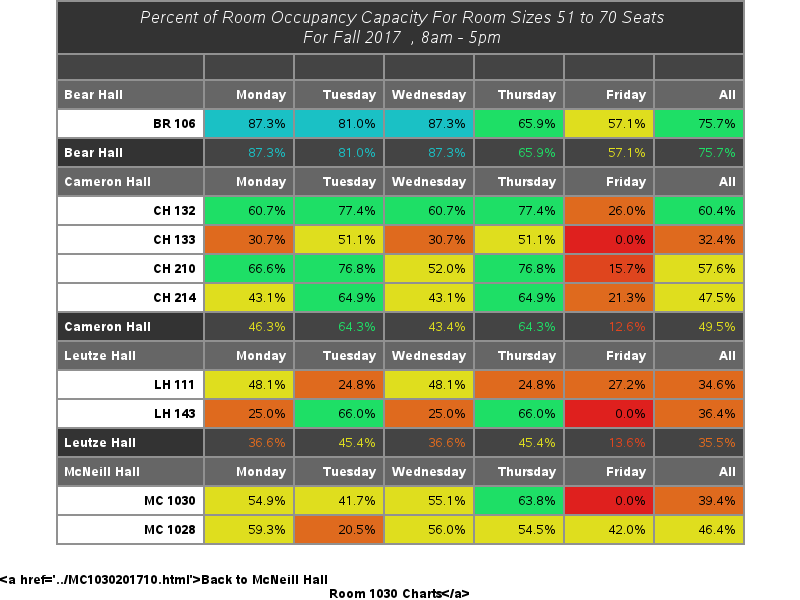 Percent of Room Occupancy Capacity For Room Sizes 51 to 70 Seats
For Fall 2017 , 8am - 5pm
Bear Hall Monday Tuesday Wednesday Thursday Friday All
BR 106 87.3% 81.0% 87.3% 65.9% 57.1% 75.7%
Bear Hall 87.3% 81.0% 87.3% 65.9% 57.1% 75.7%
Cameron Hall Monday Tuesday Wednesday Thursday Friday All
CH 132 60.7% 77.4% 60.7% 77.4% 26.0% 60.4%
CH 133 30.7% 51.1% 30.7% 51.1% 0.0% 32.4%
CH 210 66.6% 76.8% 52.0% 76.8% 15.7% 57.6%
CH 214 43.1% 64.9% 43.1% 64.9% 21.3% 47.5%
Cameron Hall 46.3% 64.3% 43.4% 64.3% 12.6% 49.5%
Leutze Hall Monday Tuesday Wednesday Thursday Friday All
LH 111 48.1% 24.8% 48.1% 24.8% 27.2% 34.6%
LH 143 25.0% 66.0% 25.0% 66.0% 0.0% 36.4%
Leutze Hall 36.6% 45.4% 36.6% 45.4% 13.6% 35.5%
McNeill Hall Monday Tuesday Wednesday Thursday Friday All
MC 1030 54.9% 41.7% 55.1% 63.8% 0.0% 39.4%
MC 1028 59.3% 20.5% 56.0% 54.5% 42.0% 46.4%
<a href='../MC1030201710.html'>Back to McNeill Hall
Room 1030 Charts</a>